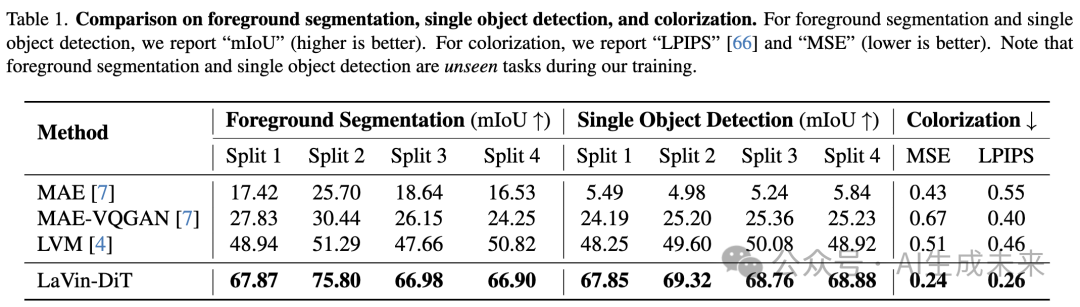 Table 1. Comparison on foreground segmentation, single object detection, and colorization. For foreground segmentation and single
object detection, we report “mIoU” (higher is better). For colorization, we report “LPIPS” [66] and “MSE” (lower is better). Note that
foreground segmentation and single object detection are unseen tasks during our training.
Method Foreground Segmentation (mIoU ↑) Single Object Detection (mIoU ↑) Colorization ↓
Split 1 Split 2 Split 3 Split 4 Split 1 Split 2 Split 3 Split 4 MSE LPIPS
MAE [7] 17.42 25.70 18.64 16.53 5.49 4.98 5.24 5.84 0.43 0.55
MAE-VQGAN [7] 27.83 30.44 26.15 24.25 24.19 25.20 25.36 25.23 0.67 0.40
LVM [4] 48.94 51.29 47.66 50.82 48.25 49.60 50.08 48.92 0.51 0.46
LaVin-DiT 67.87 75.80 66.98 66.90 67.85 69.32 68.76 68.88 0.24 0.26
公众号 · AI生成未来